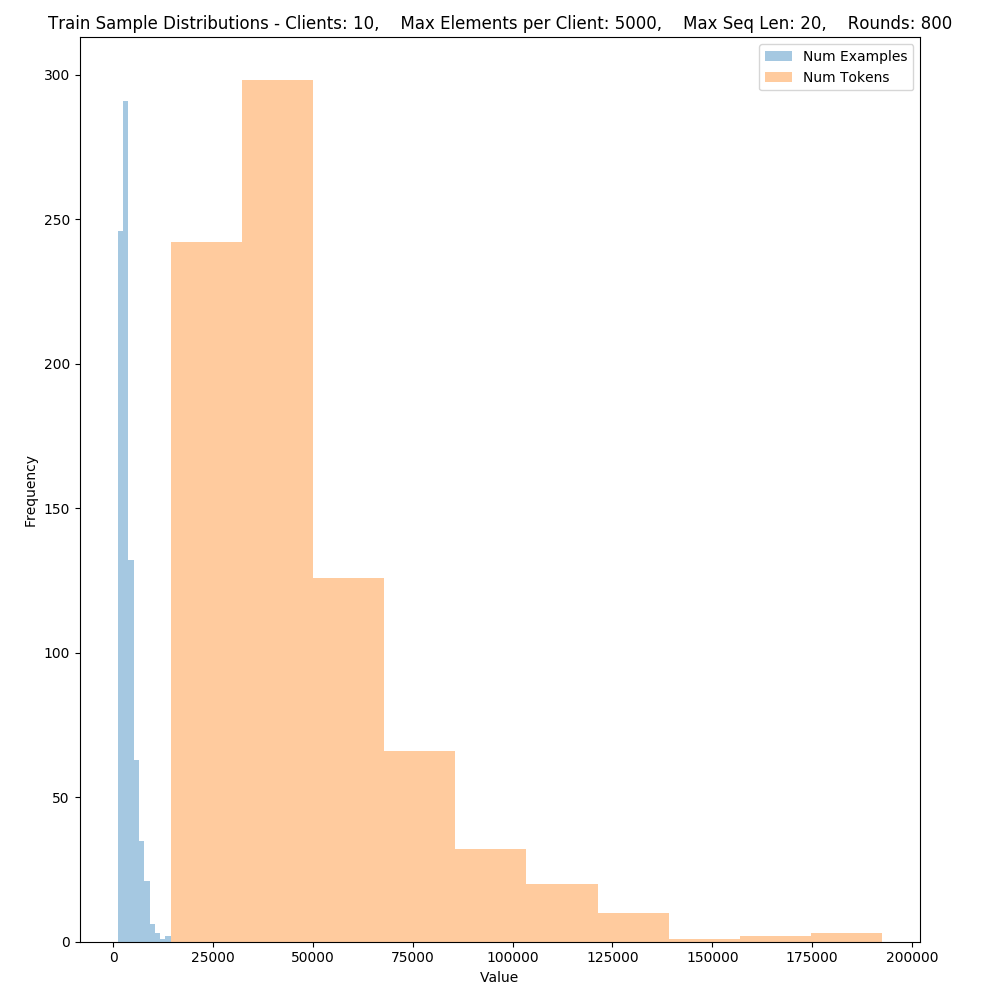 Train Sample Distributions - Clients: 10,    Max Elements per Client: 5000,    Max Seq Len: 20,    Rounds: 800
Num Examples
Num Tokens
300
250
200
150
100
50
0
Frequency
0 25000 50000 75000 100000 125000 150000 175000 200000
Value